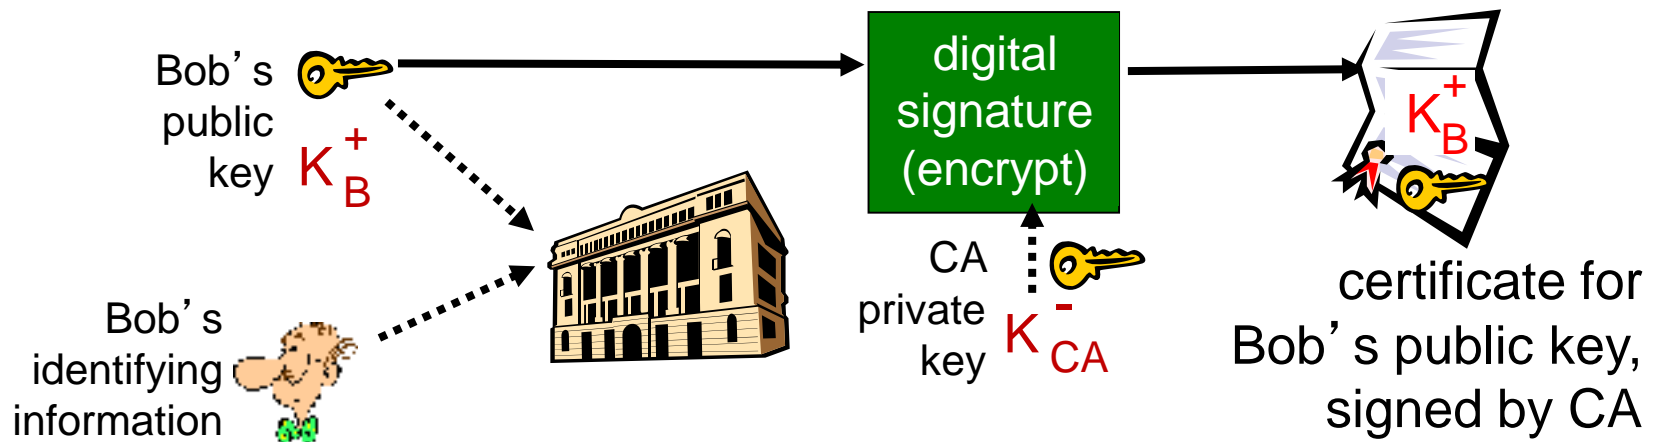 Bob’s
public
key
K
+
B
Bob’s
identifying
information
digital
signature
(encrypt)
CA
private
key
K
-
CA
K
+
B
certificate for
Bob’s public key,
signed by CA